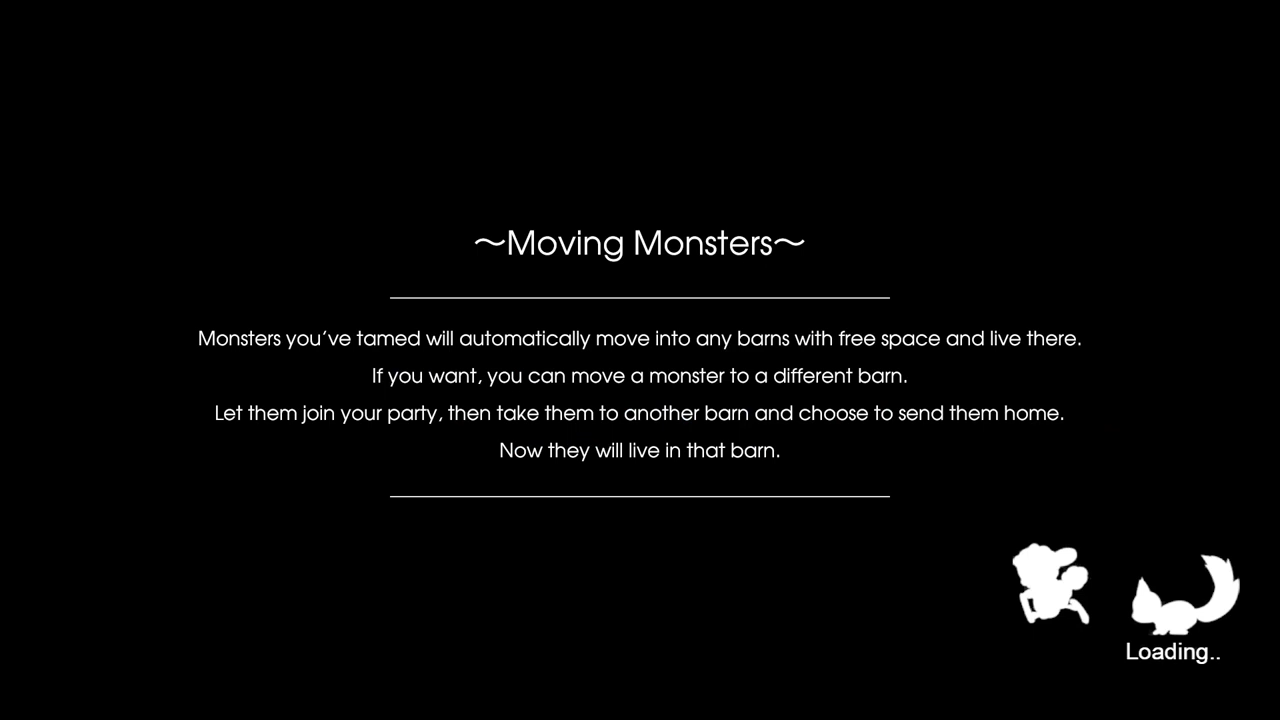 ～Moving Monsters～
Monsters you've tamed will automatically move into any barns with free space and live there.
If you want, you can move a monster to a different barn.
Let them join your party, then take them to another barn and choose to send them home.
Now they will live in that barn.
Loading..